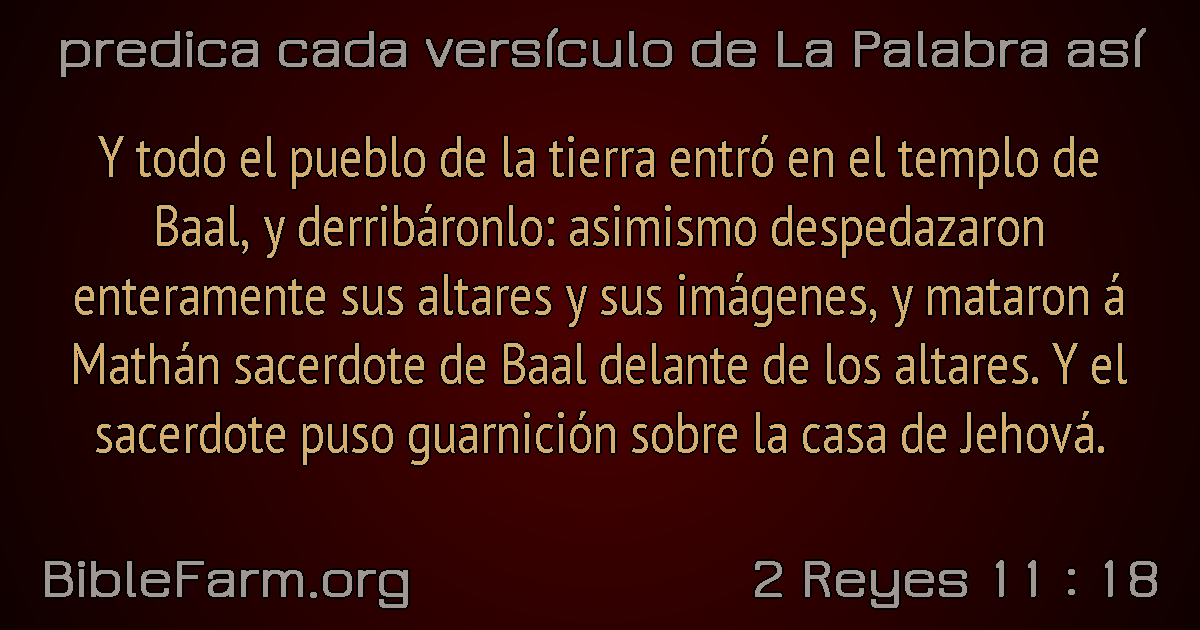 predica cada versículo de La Palabra así
Y todo el pueblo de la tierra entró en el templo de
Baal, y derribáronlo: asimismo despedazaron
enteramente sus altares y sus imágenes, y mataron á
Mathán sacerdote de Baal delante de los altares. Y el
sacerdote puso guarnición sobre la casa de Jehová.
BibleFarm.org
2 Reyes 11 : 18